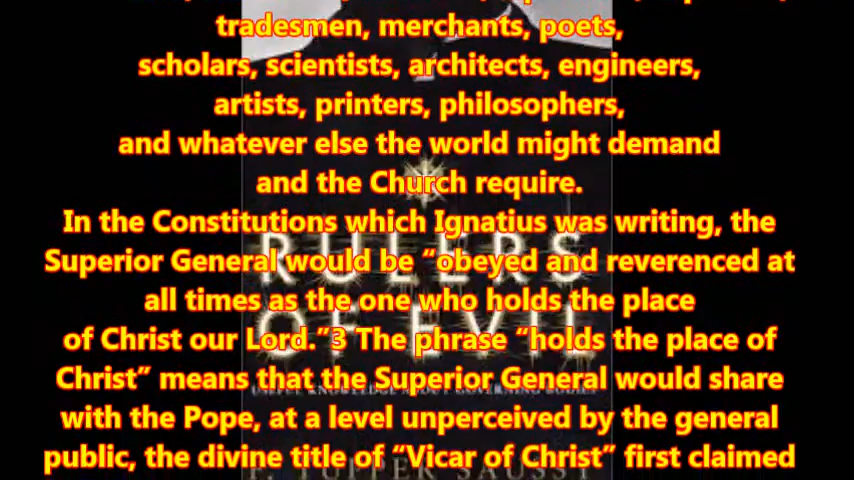 tradesmen, merchants, poets,
scholars, scientists, architects, engineers,
artists, printers, philosophers,
and whatever else the world might demand
and the Church require.
In the Constitutions which Ignatius was writing, the
Superior General would be “obeyed and reverenced at
all times as the one who holds the place
of Christ our Lord.”3 The phrase “holds the place of
Christ” means that the Superior General would share
with the Pope, at a level unperceived by the general
public, the divine title of “Vicar of Christ” first claimed
RULERS
OF EVIL
F. TUPPER SAUSSY